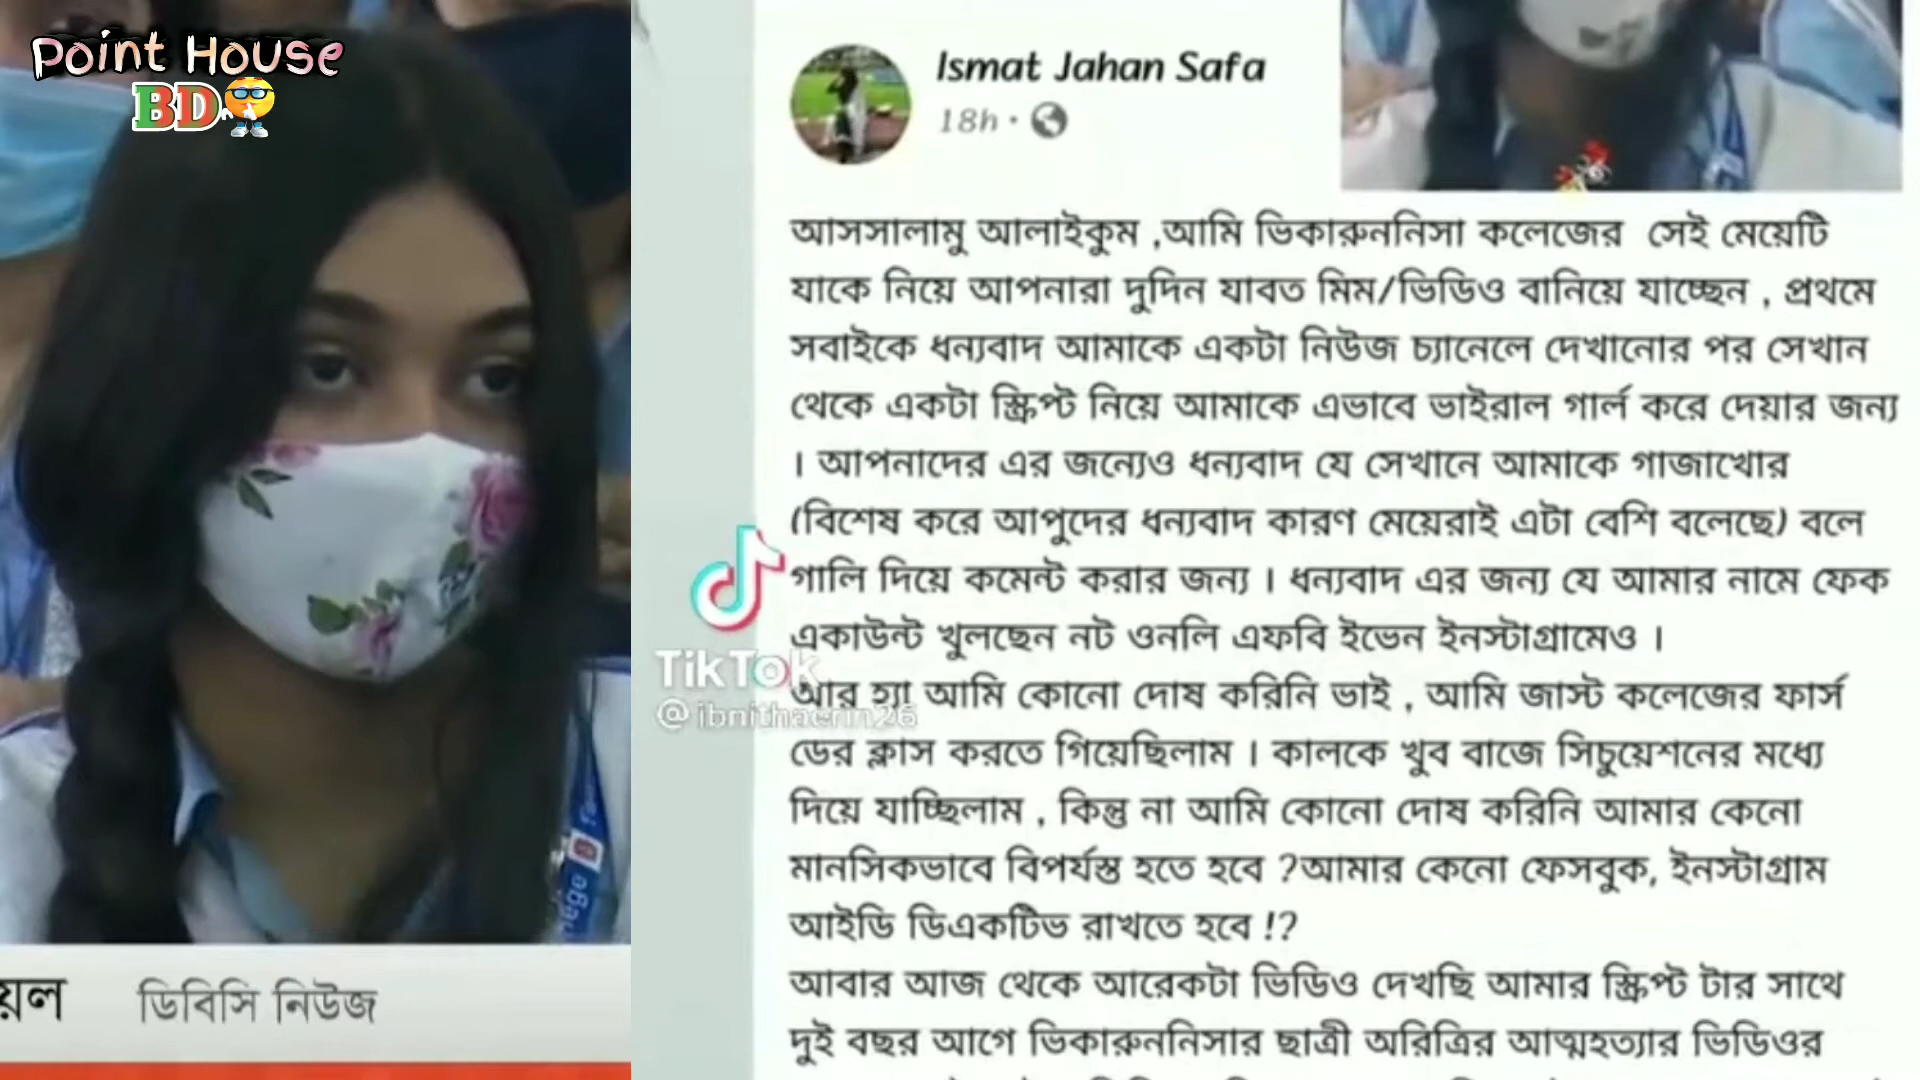 Point House
BD
Ismat Jahan Safa
18h
আসসালামু আলাইকুম ,আমি ভিকারুননিসা কলেজের সেই মেয়েটি
যাকে নিয়ে আপনারা দুদিন যাবত মিম/ভিডিও বানিয়ে যাচ্ছেন , প্রথমে
সবাইকে ধন্যবাদ আমাকে একটা নিউজ চ্যানেলে দেখানোর পর সেখান
থেকে একটা স্ক্রিপ্ট নিয়ে আমাকে এভাবে ভাইরাল গার্ল করে দেয়ার জন্য
। আপনাদের এর জন্যেও ধন্যবাদ যে সেখানে আমাকে গাজাখোর
(বিশেষ করে আপুদের ধন্যবাদ কারণ মেয়েরাই এটা বেশি বলেছে) বলে
গালি দিয়ে কমেন্ট করার জন্য । ধন্যবাদ এর জন্য যে আমার নামে ফেক
একাউন্ট খুলছেন নট ওনলি এফবি ইভেন ইনস্টাগ্রামেও ।
আর হ্যা আমি কোনো দোষ করিনি ভাই , আমি জাস্ট কলেজের ফার্স
ডের ক্লাস করতে গিয়েছিলাম । কালকে খুব বাজে সিচুয়েশনের মধ্যে
দিয়ে যাচ্ছিলাম , কিন্তু না আমি কোনো দোষ করিনি আমার কেনো
মানসিকভাবে বিপর্যস্ত হতে হবে ?আমার কেনো ফেসবুক, ইনস্টাগ্রাম
আইডি ডিএকটিভ রাখতে হবে !?
আবার আজ থেকে আরেকটা ভিডিও দেখছি আমার স্ক্রিপ্ট টার সাথে
দুই বছর আগে ভিকারুননিসার ছাত্রী অরিত্রির আত্মহত্যার ভিডিওর
TikTok
@ibnithaerin26
য়েল ডিবিসি নিউজ